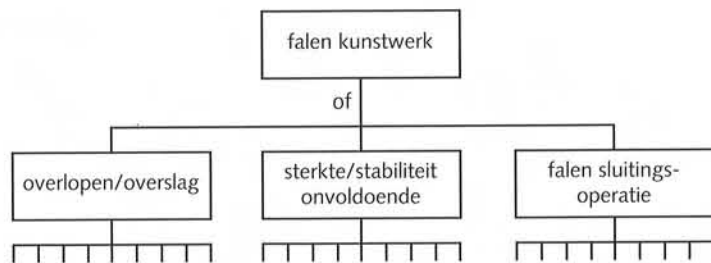 falen kunstwerk
of
overlopen/overslag
sterkte/stabiliteit
onvoldoende
falen sluitings-
operatie